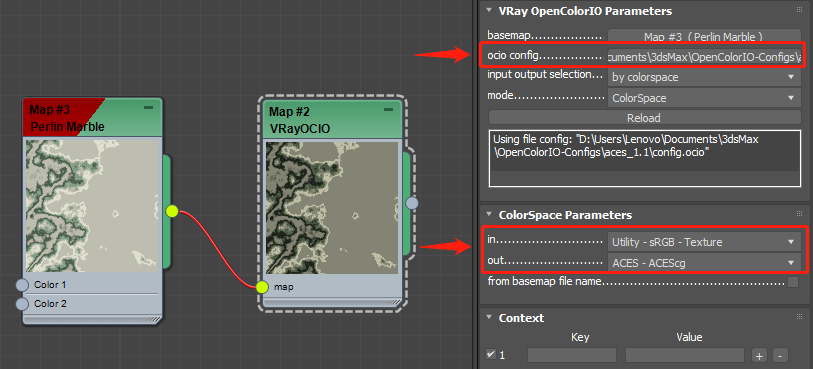 Map #3
Perlin Marble
Color 1
Color 2
Map #2
VRayOCIO
map
VRay OpenColorIO Parameters
basemap.................. Map #3 ( Perlin Marble )
ocio config............... cuments\3dsMax\OpenColorIO-Configs\a
input output selection... by colorspace
mode...................... ColorSpace
Reload
Using file config: "D:\Users\Lenovo\Documents\3dsMax
\OpenColorIO-Configs\aces_1.1\config.ocio"
ColorSpace Parameters
in........................... Utility - sRGB - Texture
out......................... ACES - ACEScg
from basemap file name...................................
Context
Key Value
1 + -